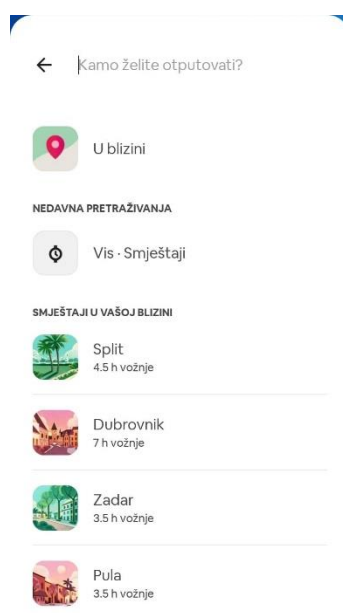 Kamo želite otputovati?
U blizini
NEDAVNA PRETRAŽIVANJA
Vis · Smještaji
SMJEŠTAJI U VAŠOJ BLIZINI
Split
4.5 h vožnje
Dubrovnik
7 h vožnje
Zadar
3.5 h vožnje
Pula
3.5 h vožnje